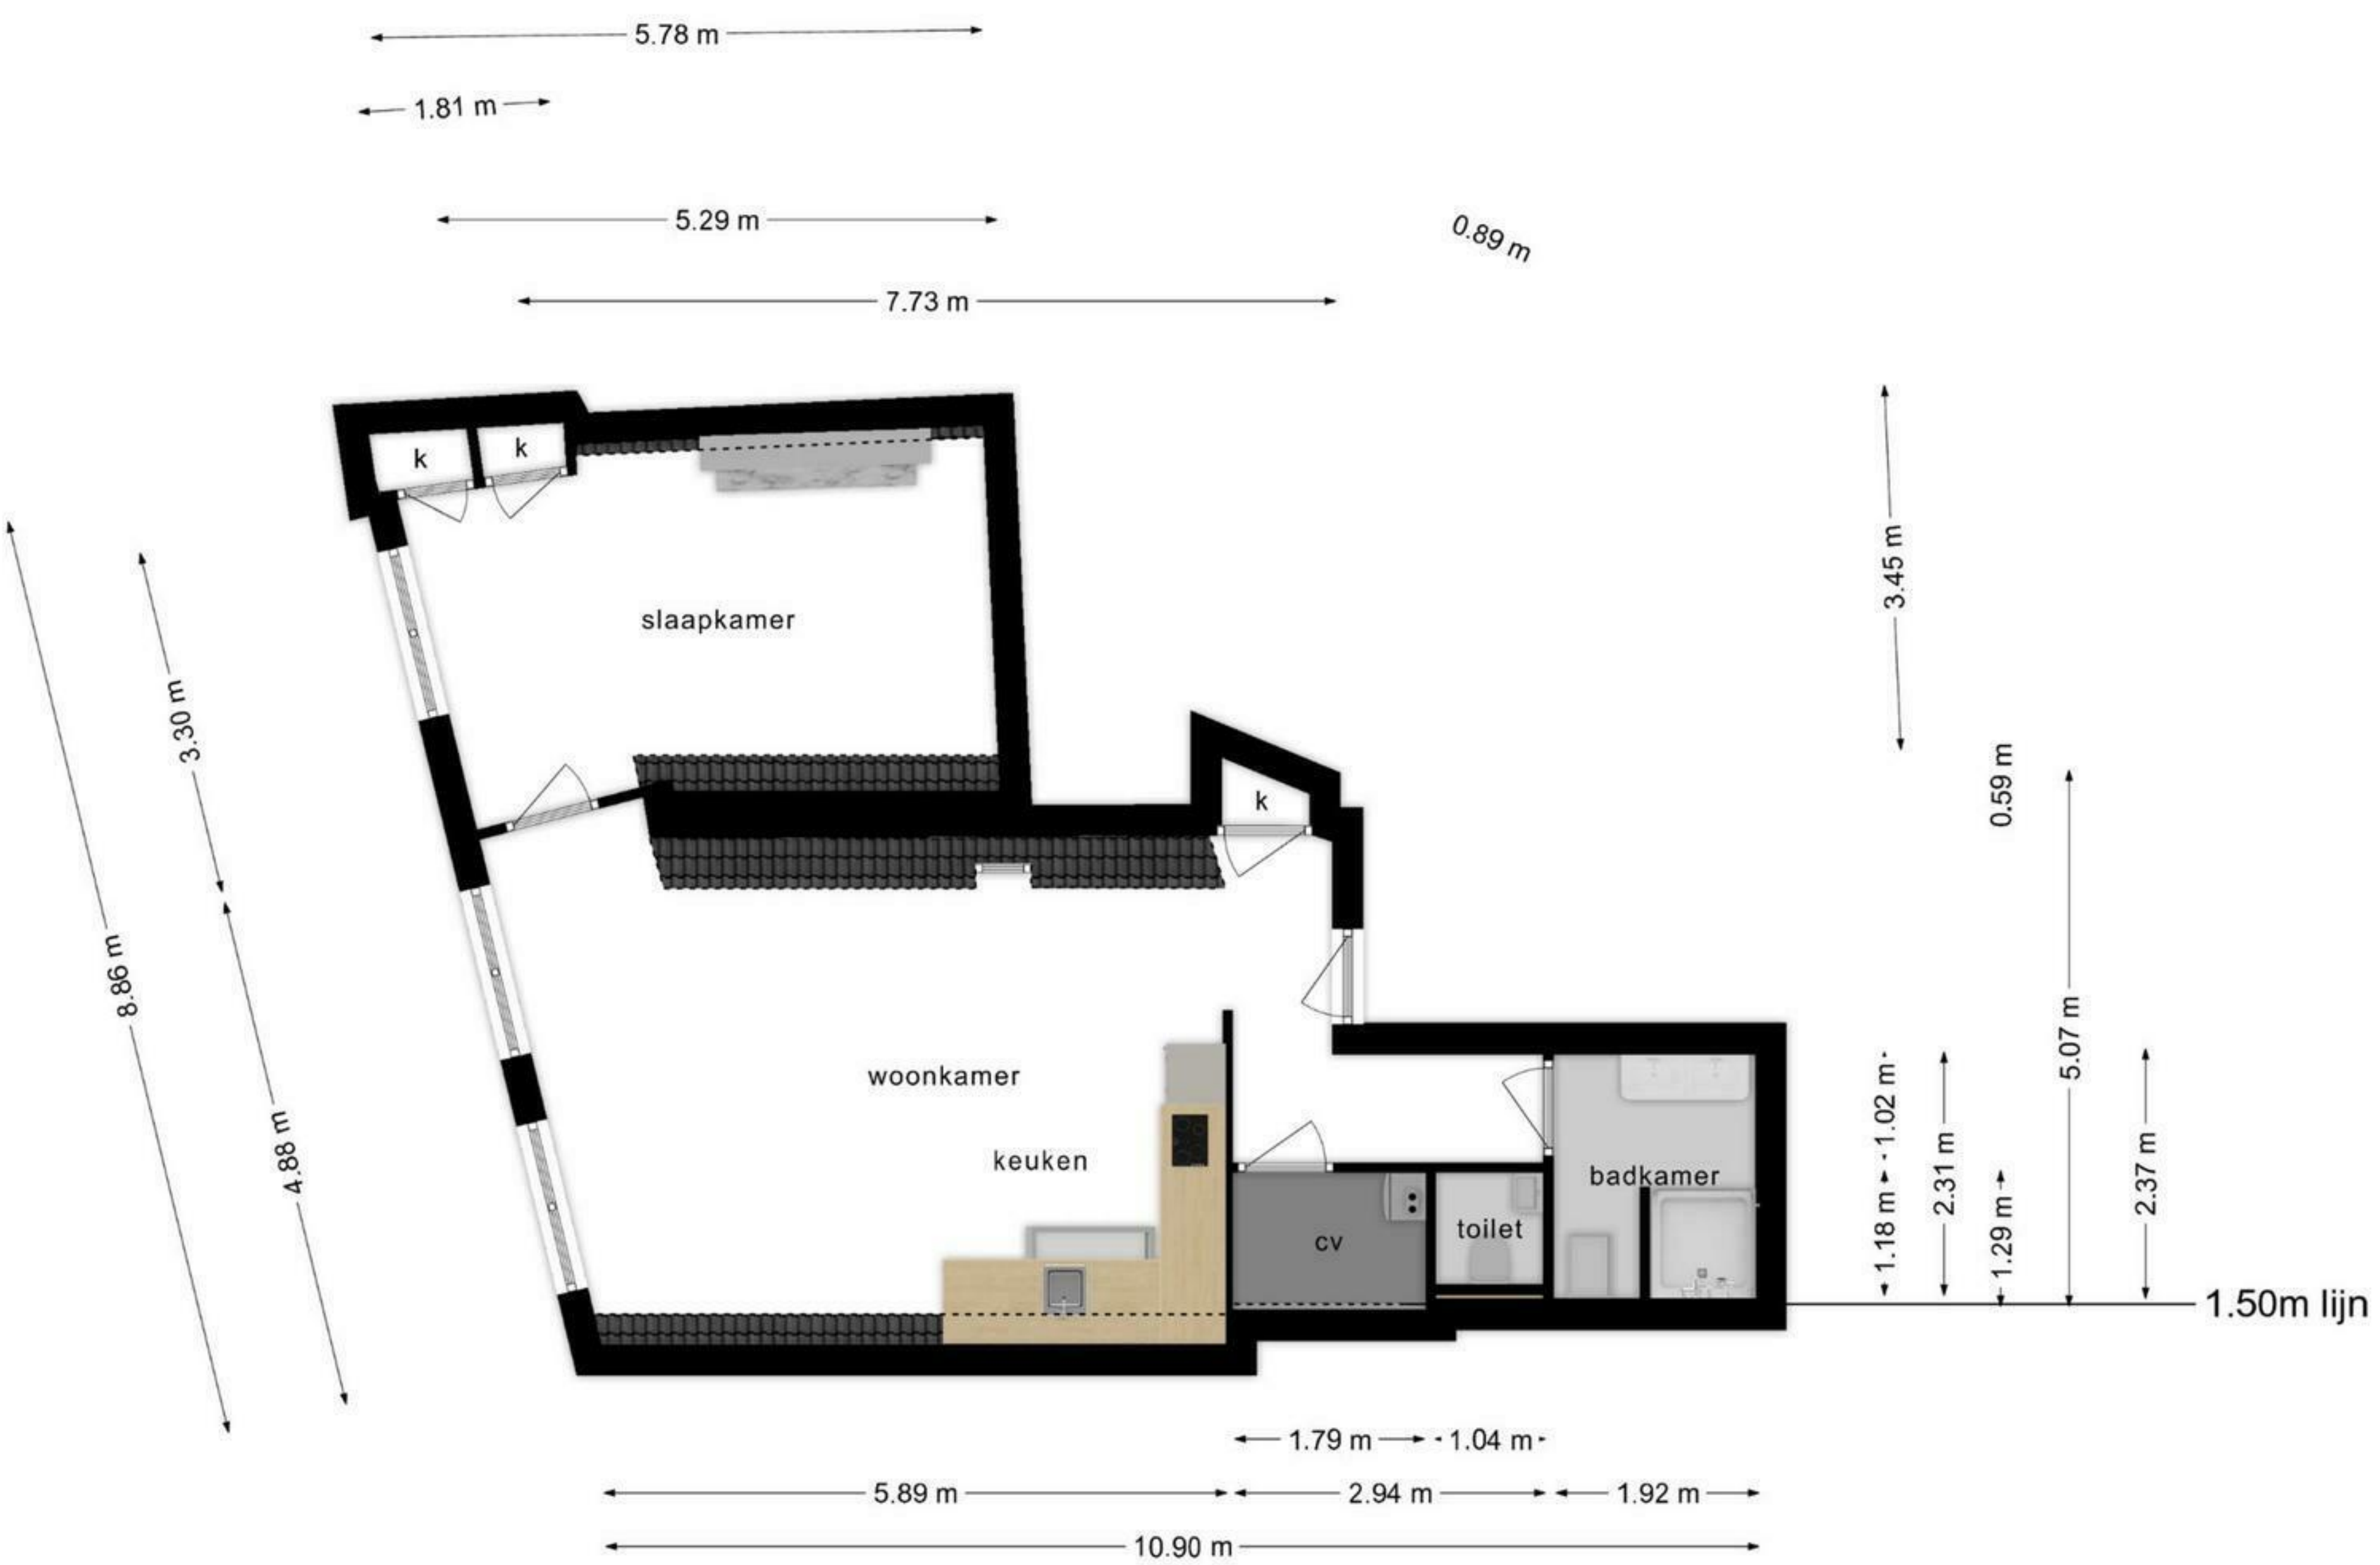 5.78 m
1.81 m
5.29 m
0.89 m
7.73 m
k
k
3.45 m
slaapkamer
3.30 m
0.59 m
k
8.86 m
5.07 m
woonkamer
1.02 m
4.88 m
keuken
2.31 m
2.37 m
badkamer
1.18 m
1.29 m
toilet
cv
1.50m lijn
1.79 m
1.04 m
5.89 m
2.94 m
1.92 m
10.90 m